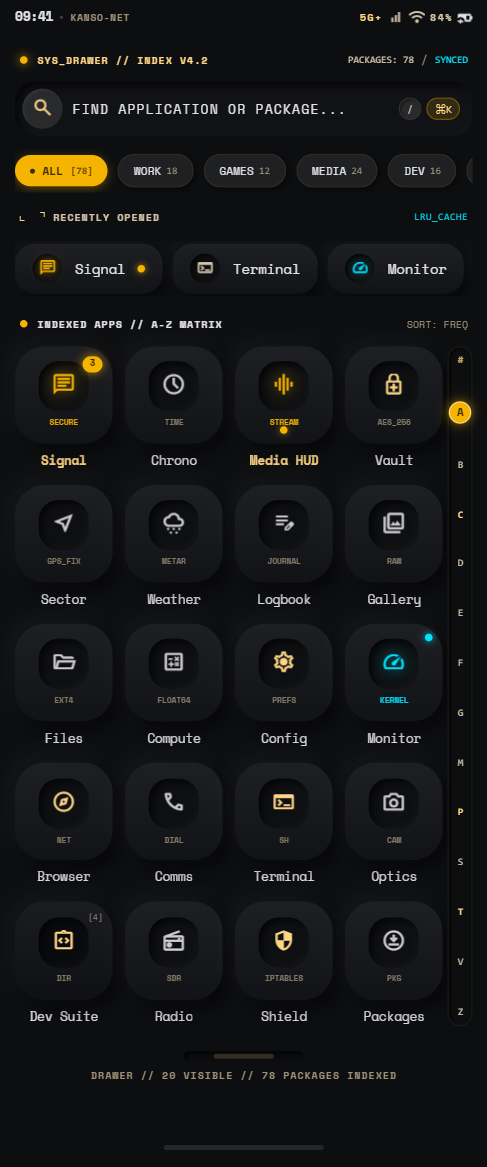 09:41 • KANSO-NET 5G+ 84%
SYS_DRAWER // INDEX V4.2 PACKAGES: 78 / SYNCED
FIND APPLICATION OR PACKAGE... / ⌘K
ALL [78] WORK 18 GAMES 12 MEDIA 24 DEV 16
RECENTLY OPENED LRU_CACHE
Signal Terminal Monitor
INDEXED APPS // A-Z MATRIX SORT: FREQ
3
SECURE TIME STREAM AES_256
Signal Chrono Media HUD Vault
GPS_FIX METAR JOURNAL RAW
Sector Weather Logbook Gallery
EXT4 FLOAT64 PREFS KERNEL
Files Compute Config Monitor
NET DIAL SH CAM
Browser Comms Terminal Optics
[4]
DIR SDR IPTABLES PKG
Dev Suite Radio Shield Packages
#
A
B
C
D
E
F
G
M
P
S
T
V
Z
DRAWER // 20 VISIBLE // 78 PACKAGES INDEXED